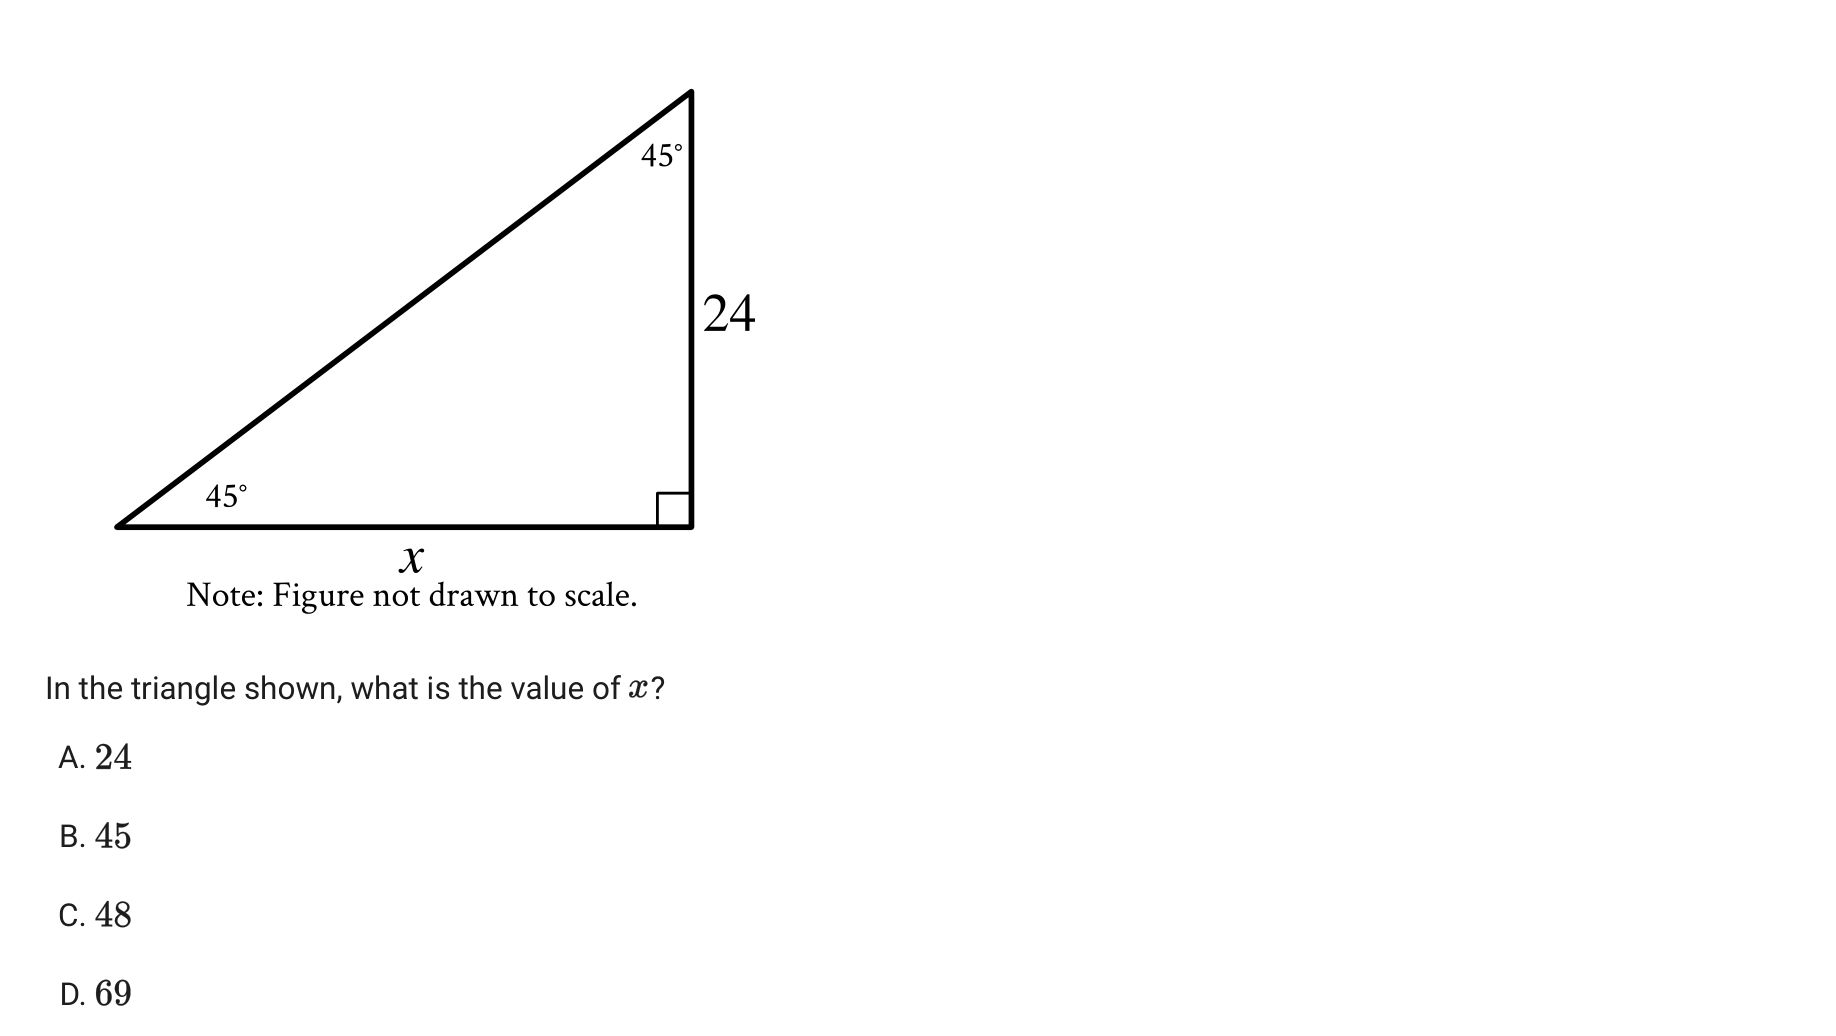 45°
24
45°
x
Note: Figure not drawn to scale.
In the triangle shown, what is the value of x?
A. 24
B. 45
C. 48
D. 69